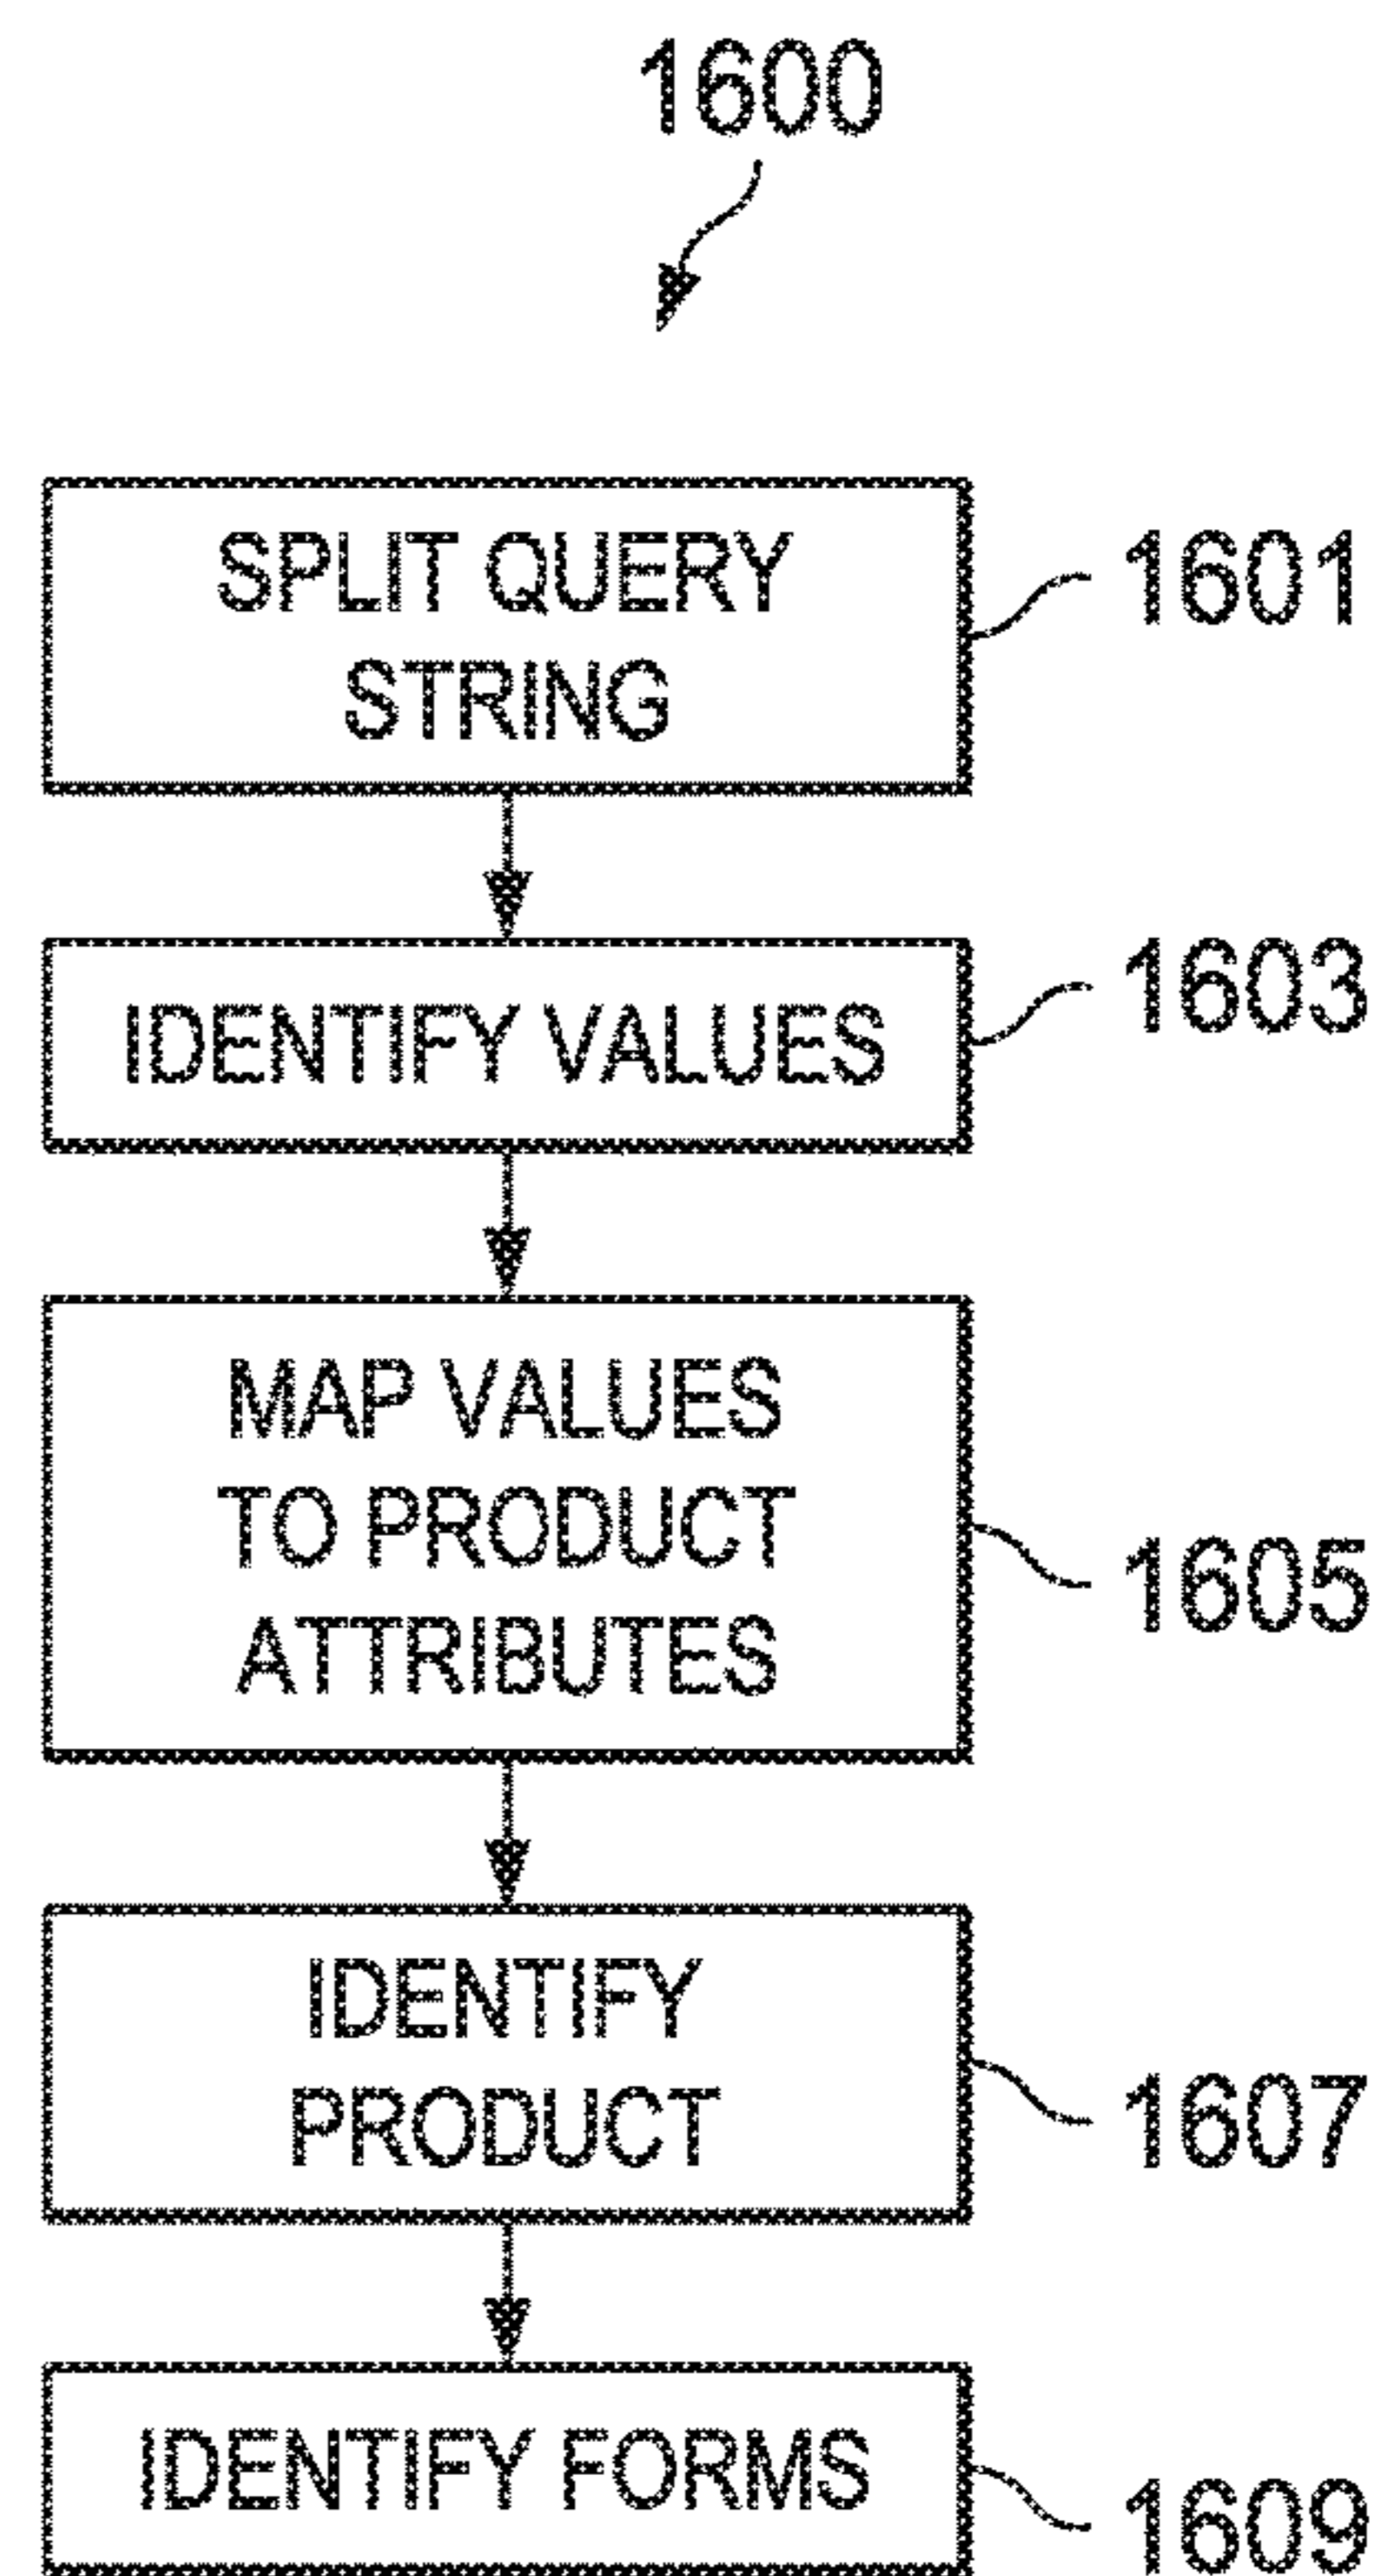 1600
SPLIT QUERY
STRING
1601
IDENTIFY VALUES
1603
MAP VALUES
TO PRODUCT
ATTRIBUTES
1605
IDENTIFY
PRODUCT
1607
IDENTIFY FORMS
1609